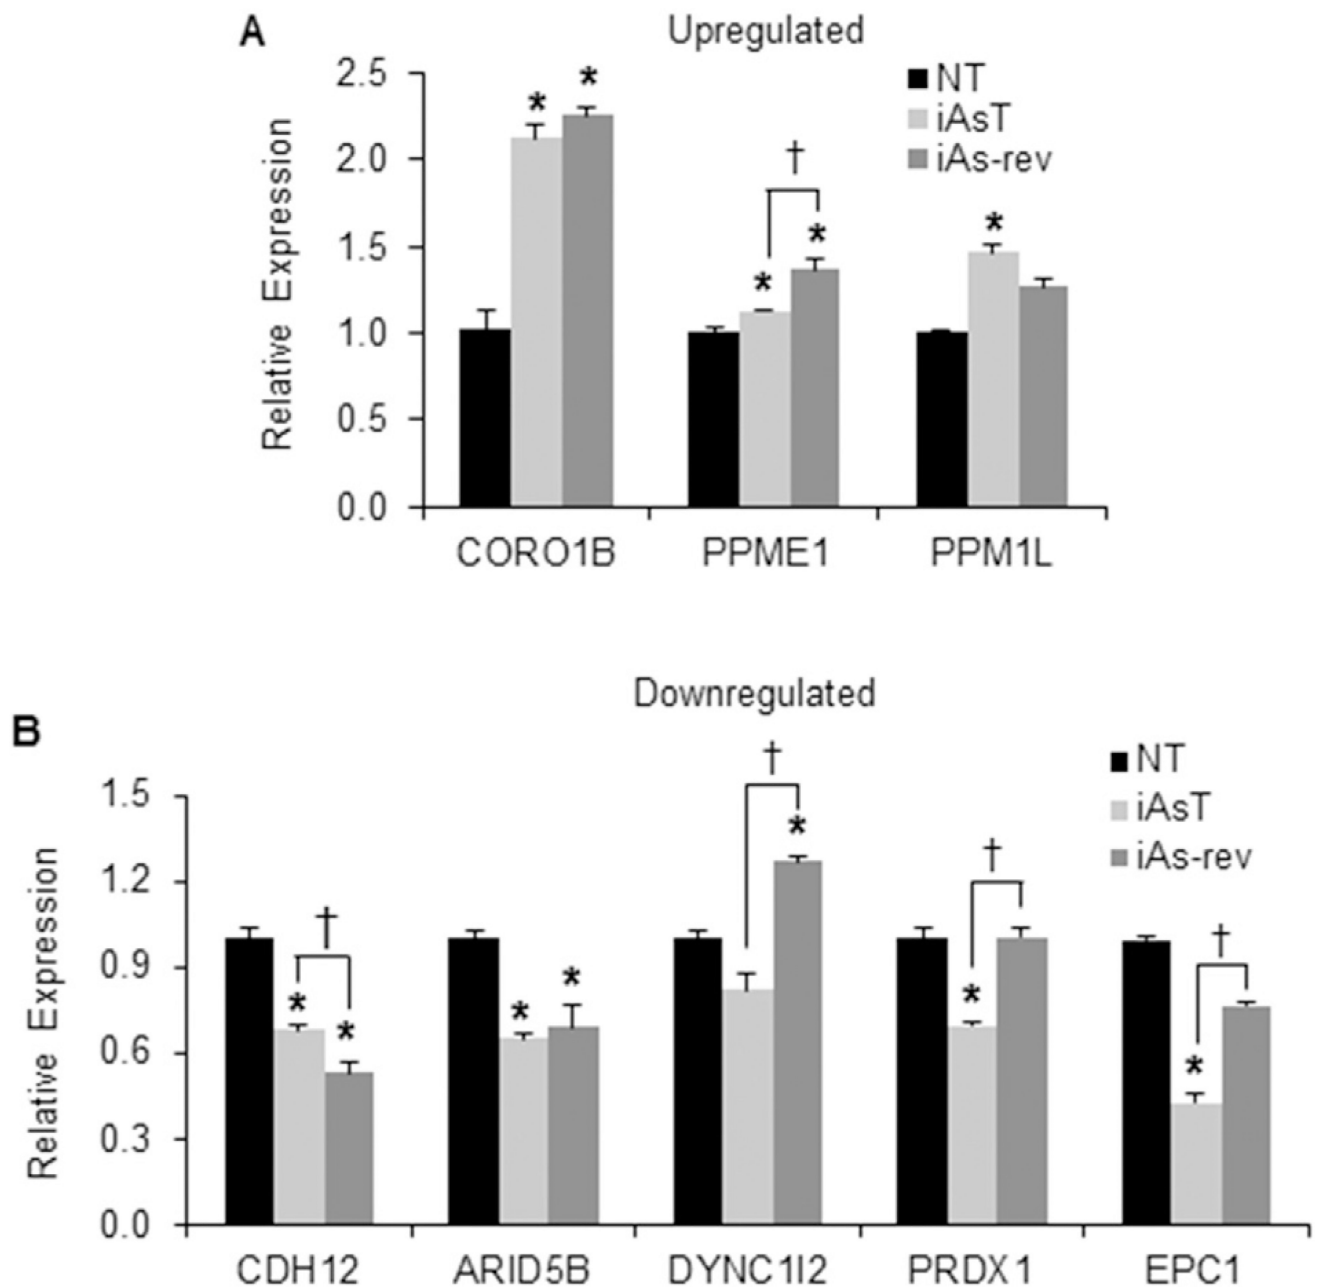 A
Upregulated
NT
iAsT
iAs-rev
Relative Expression
2.5
2.0
1.5
1.0
0.5
0.0
* * † * * *
CORO1B PPME1 PPM1L
Downregulated
B
NT
iAsT
iAs-rev
Relative Expression
1.5
1.2
0.9
0.6
0.3
0.0
† * * * * † * † * † *
CDH12 ARID5B DYNC1I2 PRDX1 EPC1